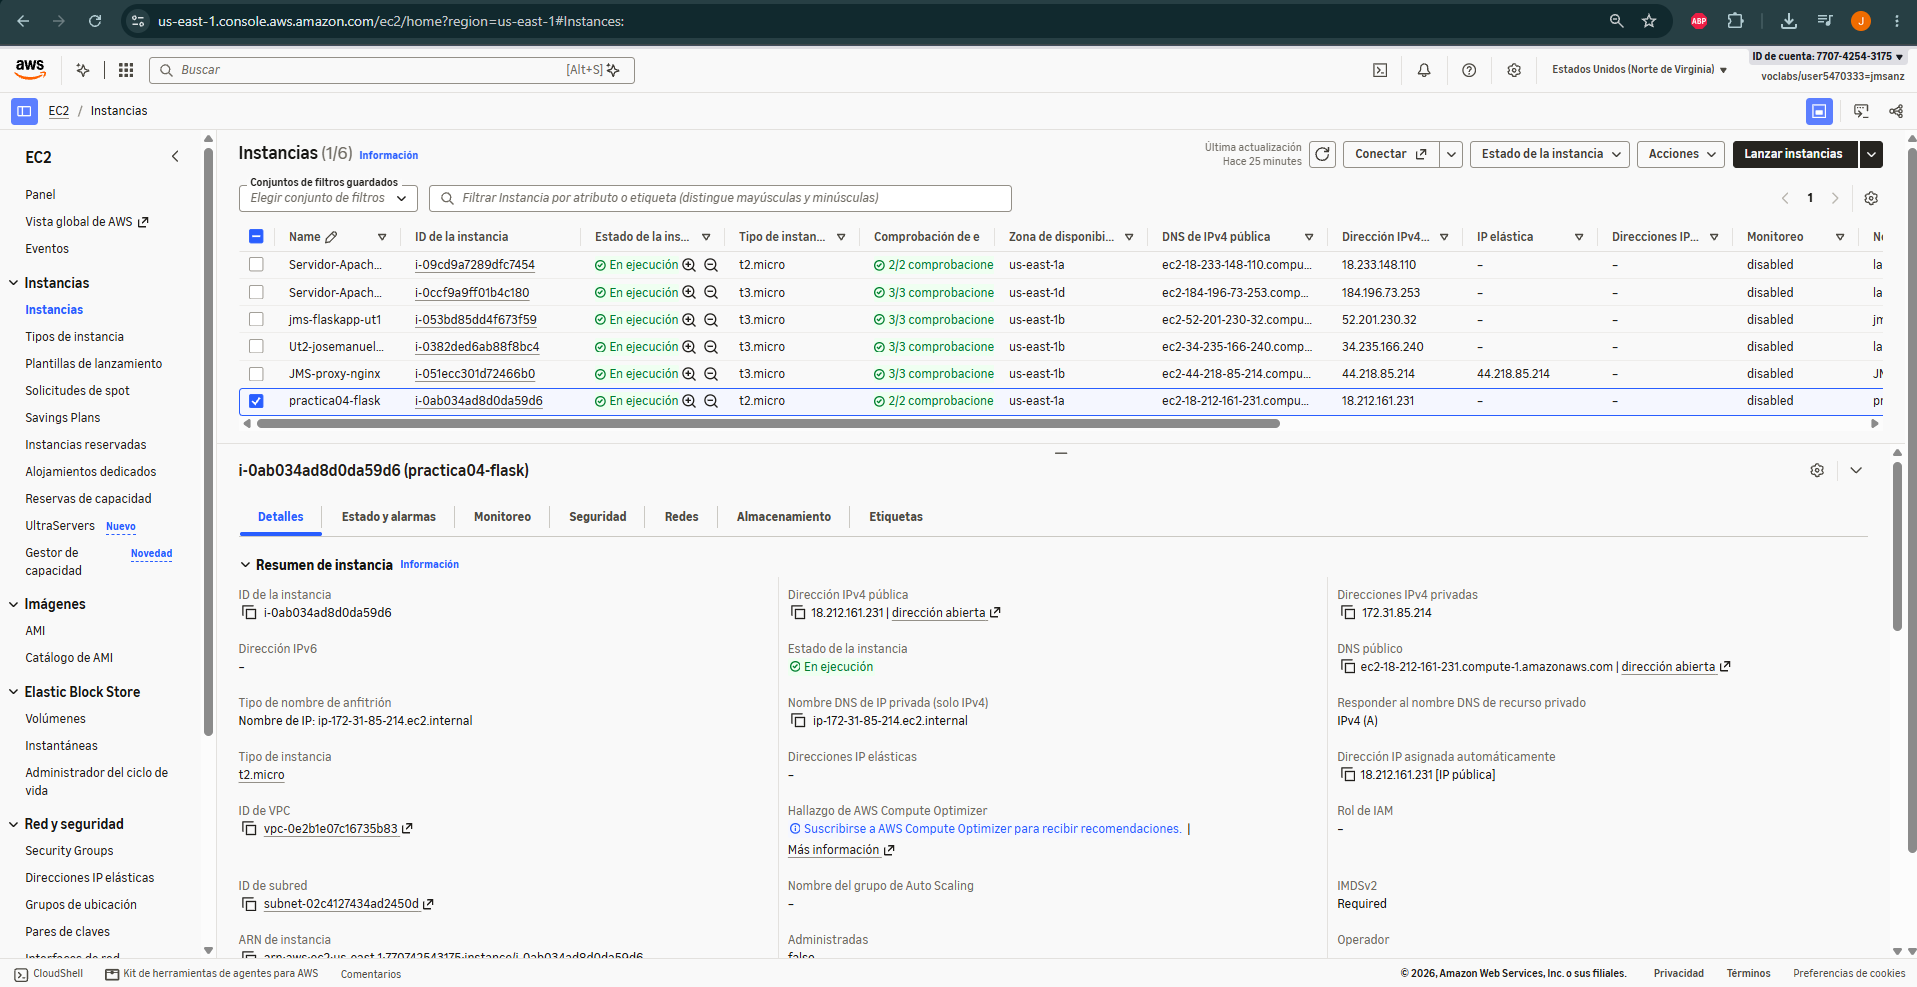 us-east-1.console.aws.amazon.com/ec2/home?region=us-east-1#Instances:
ABP
J
aws
Buscar
[Alt+S]
Estados Unidos (Norte de Virginia)
ID de cuenta: 7707-4254-3175
voclabs/user5470333=jmsanz
EC2 / Instancias
EC2
Panel
Vista global de AWS
Eventos
Instancias
Instancias
Tipos de instancia
Plantillas de lanzamiento
Solicitudes de spot
Savings Plans
Instancias reservadas
Alojamientos dedicados
Reservas de capacidad
UltraServers Nuevo
Gestor de capacidad Novedad
Imágenes
AMI
Catálogo de AMI
Elastic Block Store
Volúmenes
Instantáneas
Administrador del ciclo de vida
Red y seguridad
Security Groups
Direcciones IP elásticas
Grupos de ubicación
Pares de claves
Interfaces de red
Instancias (1/6) Información
Última actualización
Hace 25 minutes
Conectar
Estado de la instancia
Acciones
Lanzar instancias
Conjuntos de filtros guardados
Elegir conjunto de filtros
Filtrar Instancia por atributo o etiqueta (distingue mayúsculas y minúsculas)
1
Name ID de la instancia Estado de la ins... Tipo de instan... Comprobación de e Zona de disponibi... DNS de IPv4 pública Dirección IPv4... IP elástica Direcciones IP... Monitoreo
Servidor-Apach... i-09cd9a7289dfc7454 En ejecución t2.micro 2/2 comprobacione us-east-1a ec2-18-233-148-110.compu... 18.233.148.110 – – disabled la
Servidor-Apach... i-0ccf9a9ff01b4c180 En ejecución t3.micro 3/3 comprobacione us-east-1d ec2-184-196-73-253.comp... 184.196.73.253 – – disabled la
jms-flaskapp-ut1 i-053bd85dd4f673f59 En ejecución t3.micro 3/3 comprobacione us-east-1b ec2-52-201-230-32.compu... 52.201.230.32 – – disabled jm
Ut2-josemanuel... i-0382ded6ab88f8bc4 En ejecución t3.micro 3/3 comprobacione us-east-1b ec2-34-235-166-240.comp... 34.235.166.240 – – disabled la
JMS-proxy-nginx i-051ecc301d72466b0 En ejecución t3.micro 3/3 comprobacione us-east-1b ec2-44-218-85-214.compu... 44.218.85.214 44.218.85.214 – disabled JM
practica04-flask i-0ab034ad8d0da59d6 En ejecución t2.micro 2/2 comprobacione us-east-1a ec2-18-212-161-231.compu... 18.212.161.231 – – disabled pr
i-0ab034ad8d0da59d6 (practica04-flask)
Detalles Estado y alarmas Monitoreo Seguridad Redes Almacenamiento Etiquetas
Resumen de instancia Información
ID de la instancia
i-0ab034ad8d0da59d6
Dirección IPv4 pública
18.212.161.231 | dirección abierta
Direcciones IPv4 privadas
172.31.85.214
Dirección IPv6
–
Estado de la instancia
En ejecución
DNS público
ec2-18-212-161-231.compute-1.amazonaws.com | dirección abierta
Tipo de nombre de anfitrión
Nombre de IP: ip-172-31-85-214.ec2.internal
Nombre DNS de IP privada (solo IPv4)
ip-172-31-85-214.ec2.internal
Responder al nombre DNS de recurso privado
IPv4 (A)
Tipo de instancia
t2.micro
Direcciones IP elásticas
–
Dirección IP asignada automáticamente
18.212.161.231 [IP pública]
ID de VPC
vpc-0e2b1e07c16735b83
Hallazgo de AWS Compute Optimizer
Suscribirse a AWS Compute Optimizer para recibir recomendaciones. |
Más información
Rol de IAM
–
ID de subred
subnet-02c4127434ad2450d
Nombre del grupo de Auto Scaling
–
IMDSv2
Required
ARN de instancia
arn:aws:ec2:us-east-1:770742543175:instance/i-0ab034ad8d0da59d6
Administradas
false
Operador
CloudShell
Kit de herramientas de agentes para AWS
Comentarios
© 2026, Amazon Web Services, Inc. o sus filiales.
Privacidad
Términos
Preferencias de cookies